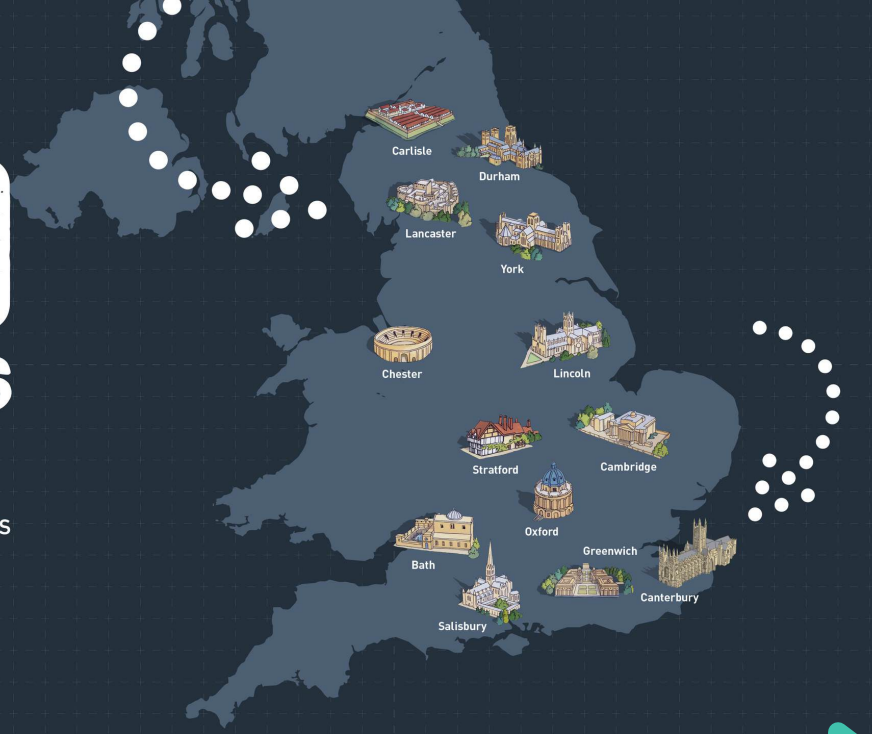 Carlisle
Durham
Lancaster
York
Chester
Lincoln
Stratford
Cambridge
Oxford
Greenwich
Bath
Canterbury
Salisbury